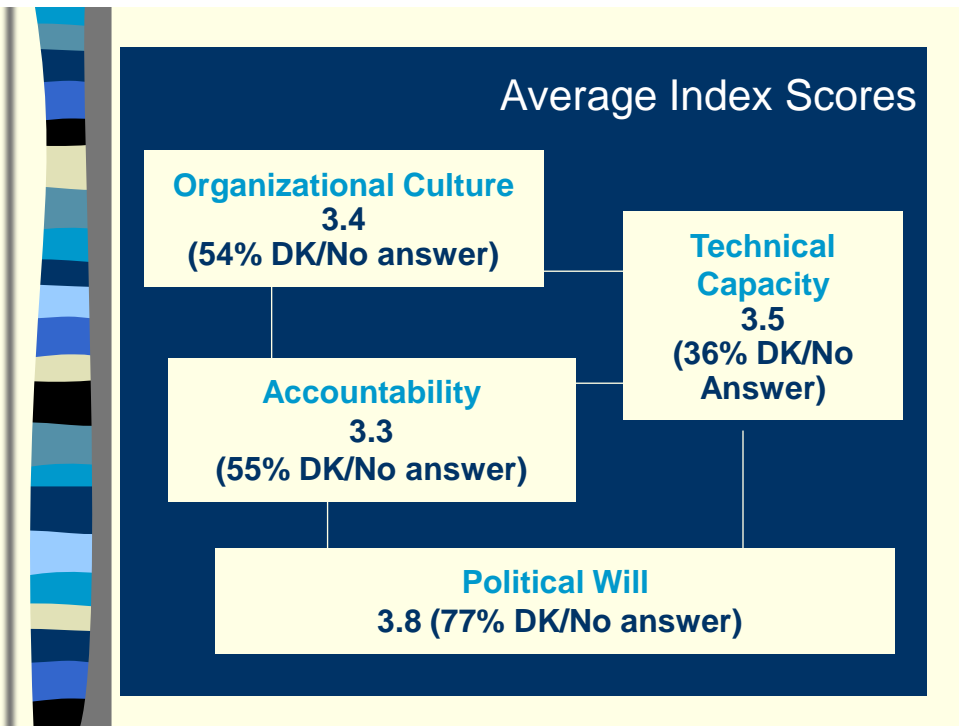 Average Index Scores
Organizational Culture
3.4
(54% DK/No answer)
Technical
Capacity
3.5
(36% DK/No
Answer)
Accountability
3.3
(55% DK/No answer)
Political Will
3.8 (77% DK/No answer)